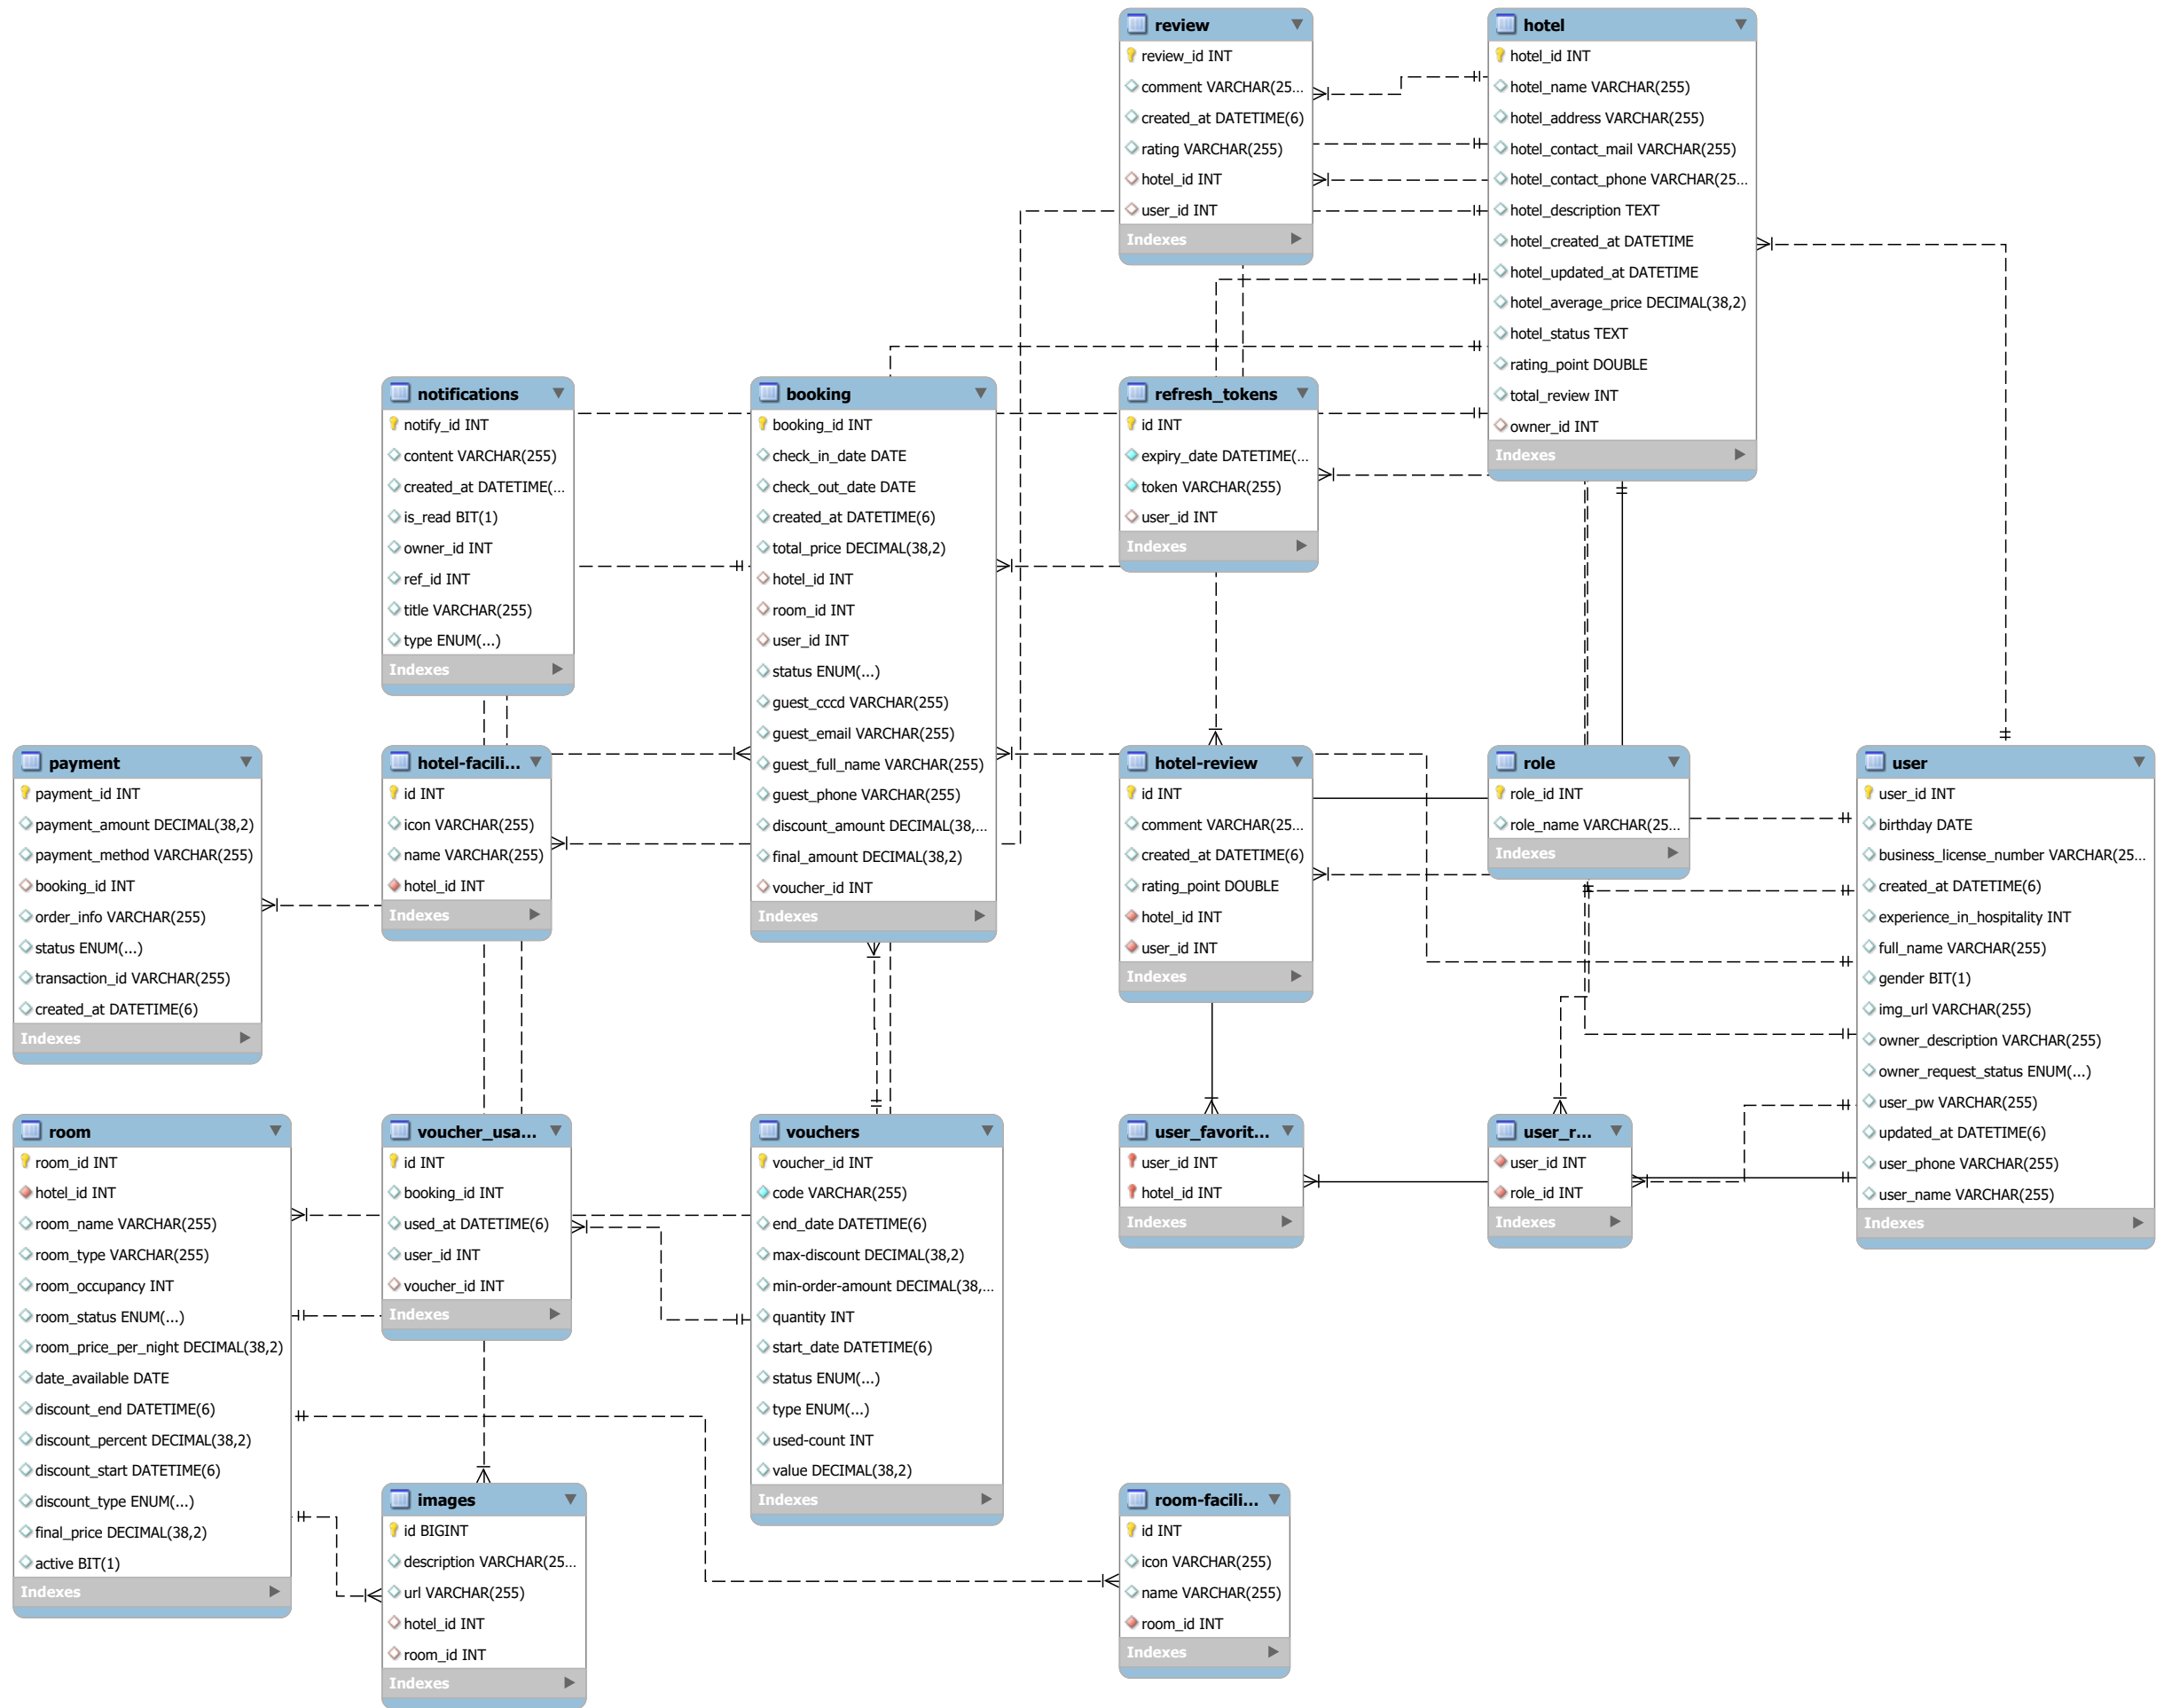 review
review_id INT
comment VARCHAR(25...
created_at DATETIME(6)
rating VARCHAR(255)
hotel_id INT
user_id INT
Indexes
hotel
hotel_id INT
hotel_name VARCHAR(255)
hotel_address VARCHAR(255)
hotel_contact_mail VARCHAR(255)
hotel_contact_phone VARCHAR(25...
hotel_description TEXT
hotel_created_at DATETIME
hotel_updated_at DATETIME
hotel_average_price DECIMAL(38,2)
hotel_status TEXT
rating_point DOUBLE
total_review INT
owner_id INT
Indexes
notifications
notify_id INT
content VARCHAR(255)
created_at DATETIME(...
is_read BIT(1)
owner_id INT
ref_id INT
title VARCHAR(255)
type ENUM(...)
Indexes
booking
booking_id INT
check_in_date DATE
check_out_date DATE
created_at DATETIME(6)
total_price DECIMAL(38,2)
hotel_id INT
room_id INT
user_id INT
status ENUM(...)
guest_cccd VARCHAR(255)
guest_email VARCHAR(255)
guest_full_name VARCHAR(255)
guest_phone VARCHAR(255)
discount_amount DECIMAL(38,...
final_amount DECIMAL(38,2)
voucher_id INT
Indexes
refresh_tokens
id INT
expiry_date DATETIME(...
token VARCHAR(255)
user_id INT
Indexes
payment
payment_id INT
payment_amount DECIMAL(38,2)
payment_method VARCHAR(255)
booking_id INT
order_info VARCHAR(255)
status ENUM(...)
transaction_id VARCHAR(255)
created_at DATETIME(6)
Indexes
hotel-facili...
id INT
icon VARCHAR(255)
name VARCHAR(255)
hotel_id INT
Indexes
hotel-review
id INT
comment VARCHAR(25...
created_at DATETIME(6)
rating_point DOUBLE
hotel_id INT
user_id INT
Indexes
role
role_id INT
role_name VARCHAR(25...
Indexes
user
user_id INT
birthday DATE
business_license_number VARCHAR(25...
created_at DATETIME(6)
experience_in_hospitality INT
full_name VARCHAR(255)
gender BIT(1)
img_url VARCHAR(255)
owner_description VARCHAR(255)
owner_request_status ENUM(...)
user_pw VARCHAR(255)
updated_at DATETIME(6)
user_phone VARCHAR(255)
user_name VARCHAR(255)
Indexes
room
room_id INT
hotel_id INT
room_name VARCHAR(255)
room_type VARCHAR(255)
room_occupancy INT
room_status ENUM(...)
room_price_per_night DECIMAL(38,2)
date_available DATE
discount_end DATETIME(6)
discount_percent DECIMAL(38,2)
discount_start DATETIME(6)
discount_type ENUM(...)
final_price DECIMAL(38,2)
active BIT(1)
Indexes
voucher_usa...
id INT
booking_id INT
used_at DATETIME(6)
user_id INT
voucher_id INT
Indexes
vouchers
voucher_id INT
code VARCHAR(255)
end_date DATETIME(6)
max-discount DECIMAL(38,2)
min-order-amount DECIMAL(38,...
quantity INT
start_date DATETIME(6)
status ENUM(...)
type ENUM(...)
used-count INT
value DECIMAL(38,2)
Indexes
user_favorit...
user_id INT
hotel_id INT
Indexes
user_r...
user_id INT
role_id INT
Indexes
images
id BIGINT
description VARCHAR(25...
url VARCHAR(255)
hotel_id INT
room_id INT
Indexes
room-facili...
id INT
icon VARCHAR(255)
name VARCHAR(255)
room_id INT
Indexes